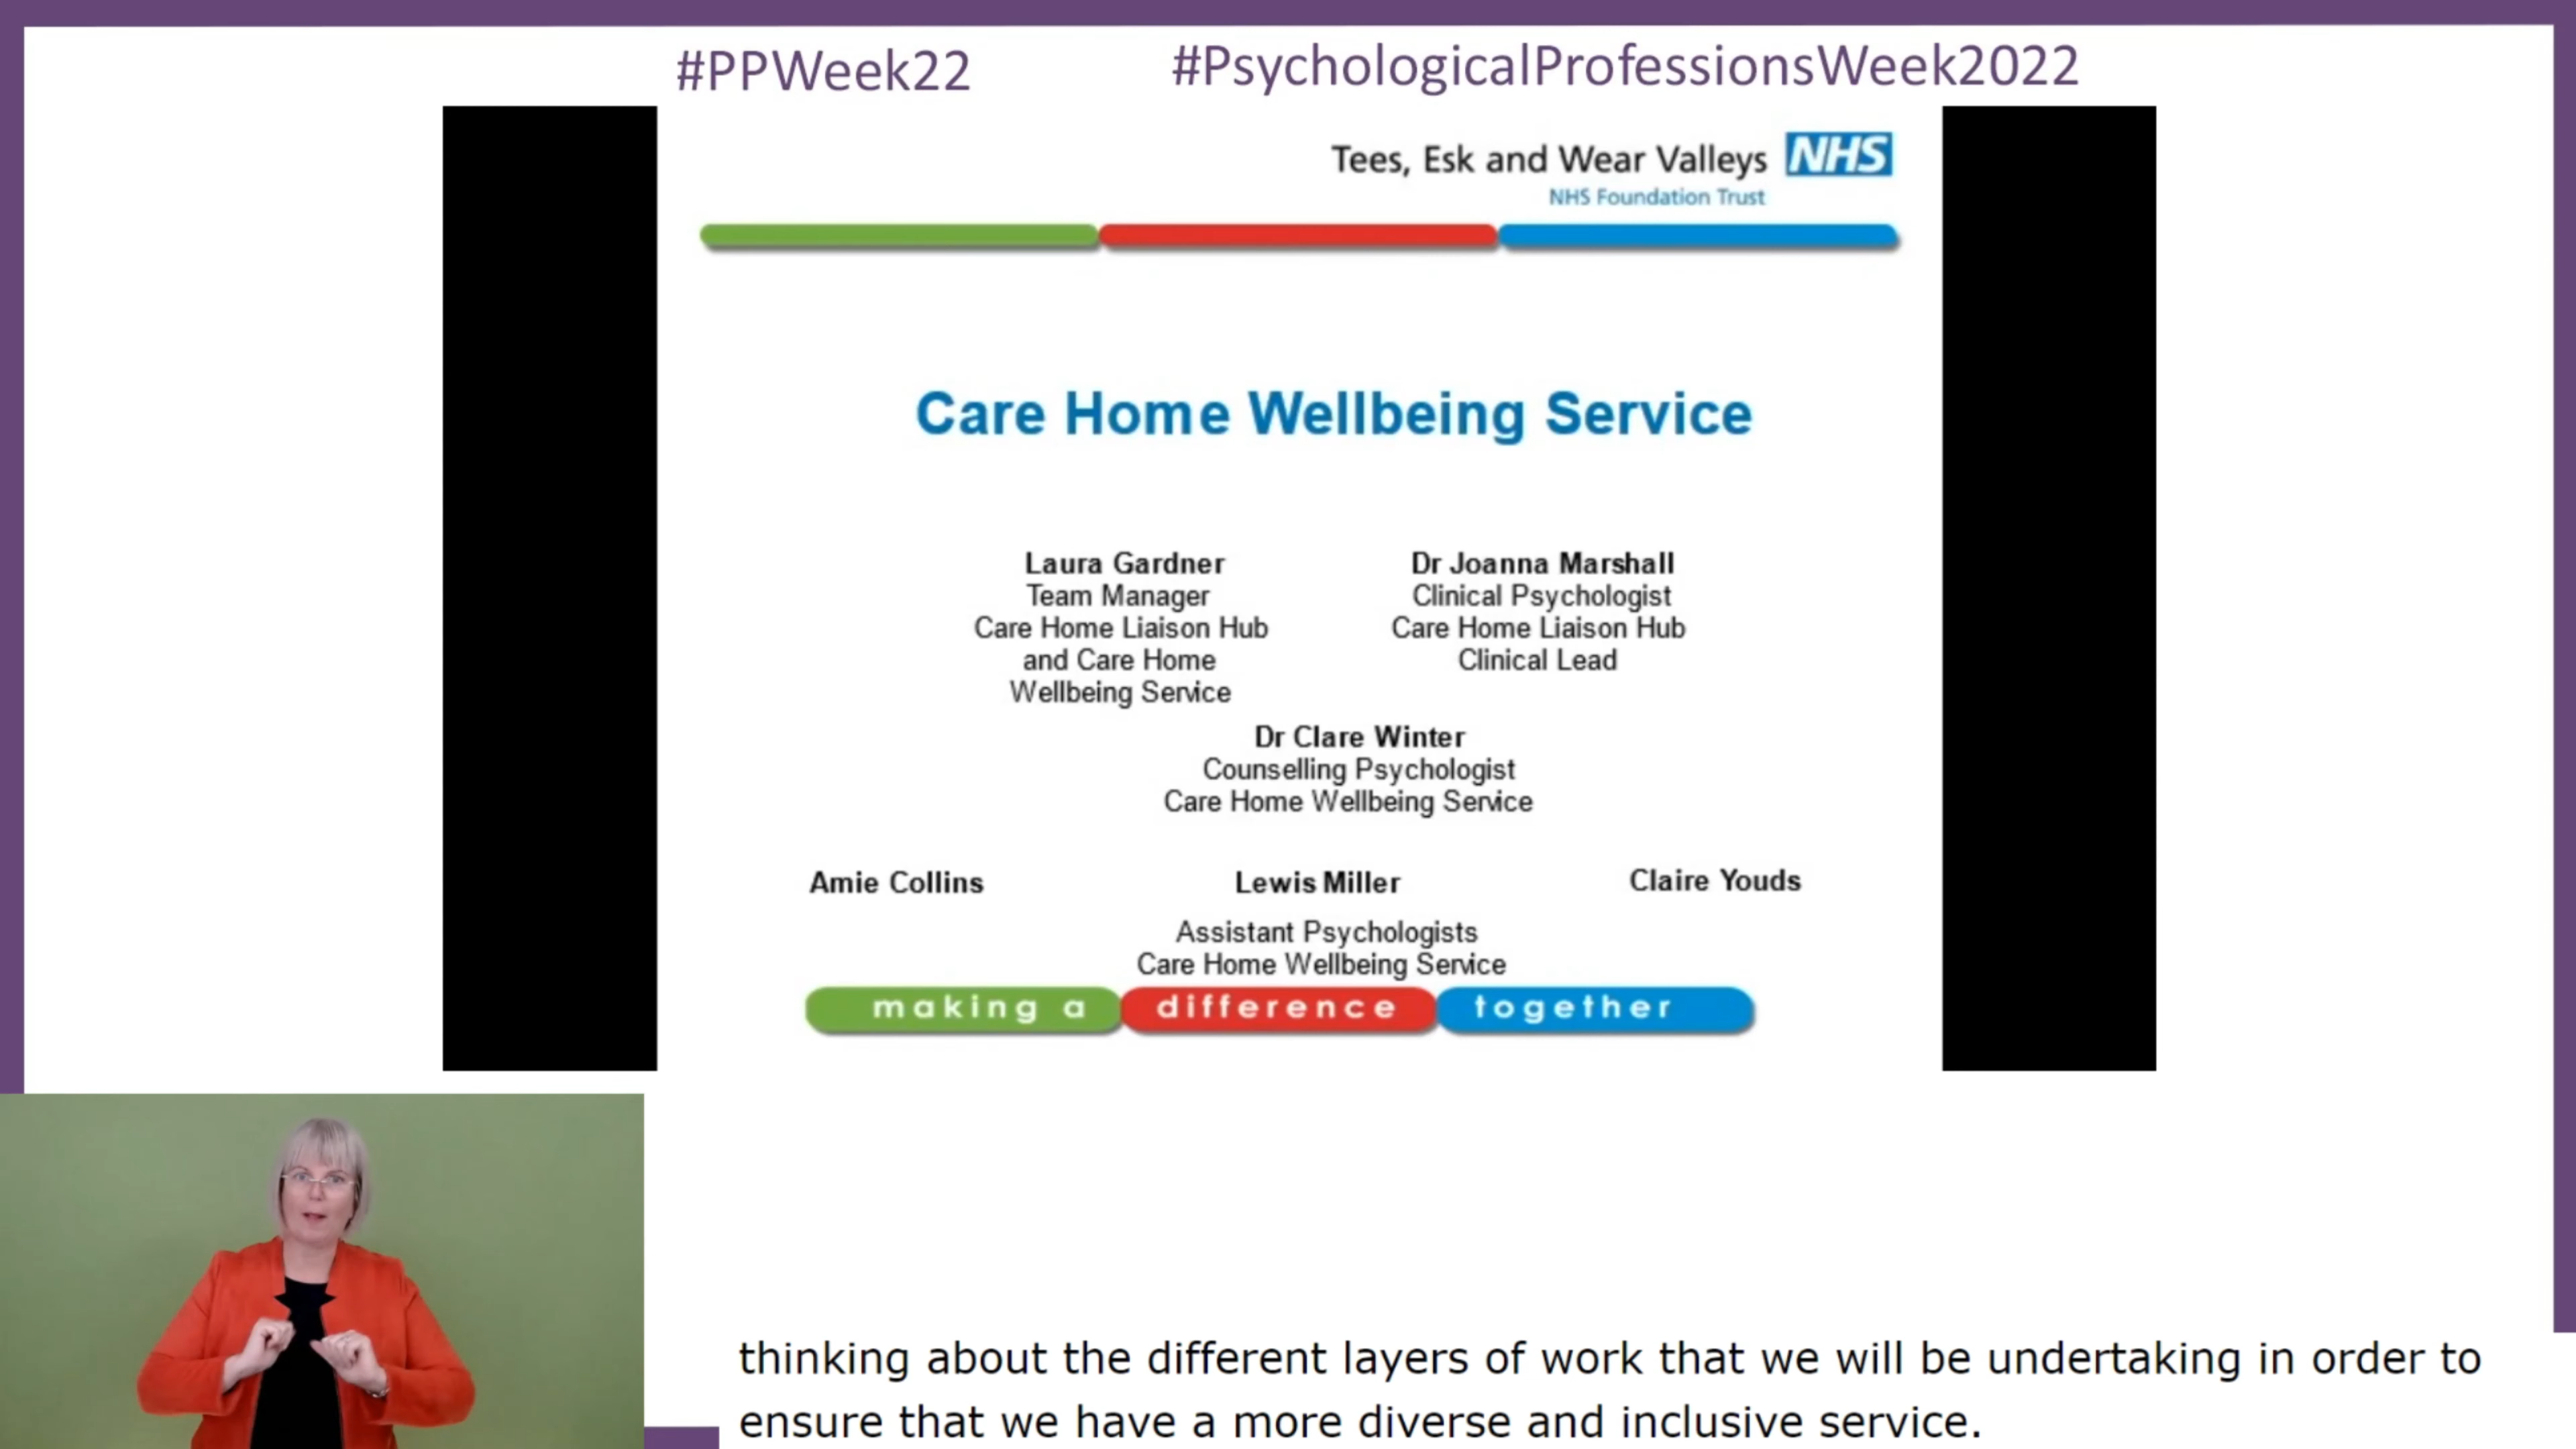 #PPWeek22 #PsychologicalProfessionsWeek2022
Tees, Esk and Wear Valleys NHS
NHS Foundation Trust
Care Home Wellbeing Service
Laura Gardner
Team Manager
Care Home Liaison Hub
and Care Home
Wellbeing Service
Dr Joanna Marshall
Clinical Psychologist
Care Home Liaison Hub
Clinical Lead
Dr Clare Winter
Counselling Psychologist
Care Home Wellbeing Service
Amie Collins Lewis Miller Claire Youds
Assistant Psychologists
Care Home Wellbeing Service
making a difference together
thinking about the different layers of work that we will be undertaking in order to
ensure that we have a more diverse and inclusive service.